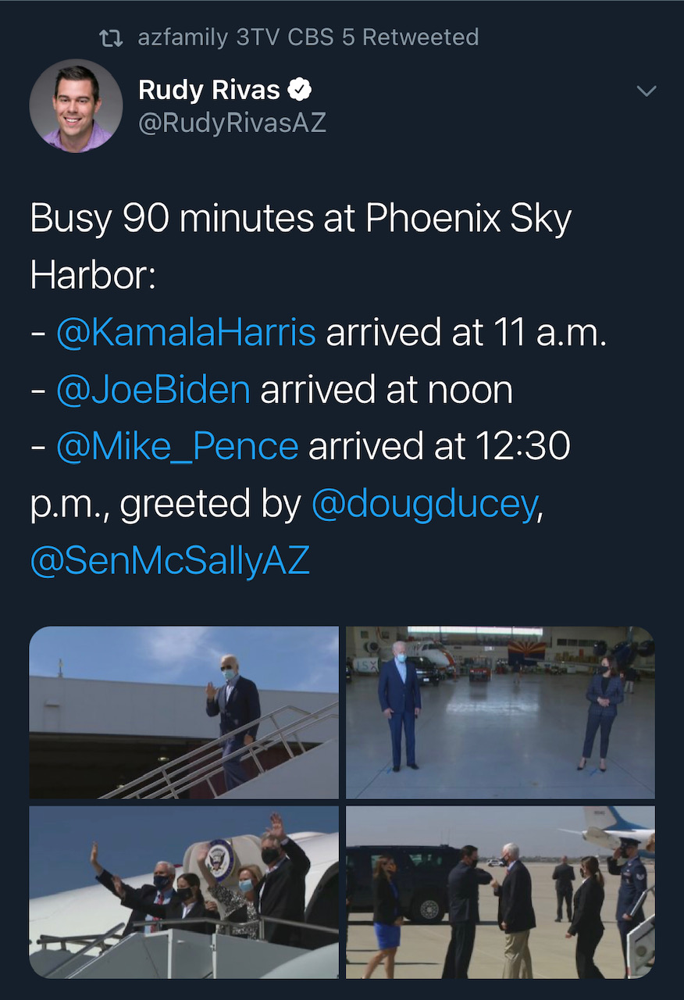 azfamily 3TV CBS 5 Retweeted
Rudy Rivas
@RudyRivasAZ
Busy 90 minutes at Phoenix Sky
Harbor:
- @KamalaHarris arrived at 11 a.m.
- @JoeBiden arrived at noon
- @Mike_Pence arrived at 12:30
p.m., greeted by @dougducey,
@SenMcSallyAZ